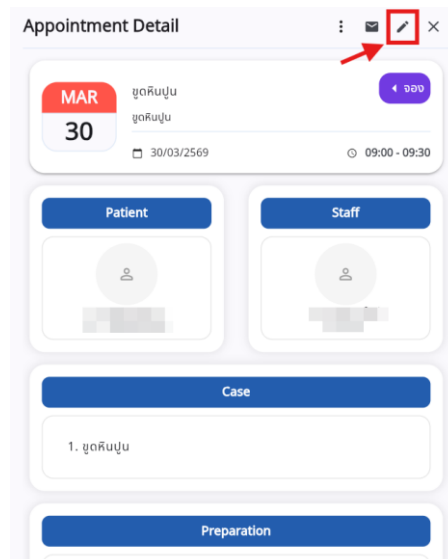 Appointment Detail
MAR
30
ขูดหินปูน
ขูดหินปูน
จอง
30/03/2569
09:00 - 09:30
Patient
Staff
Case
1. ขูดหินปูน
Preparation